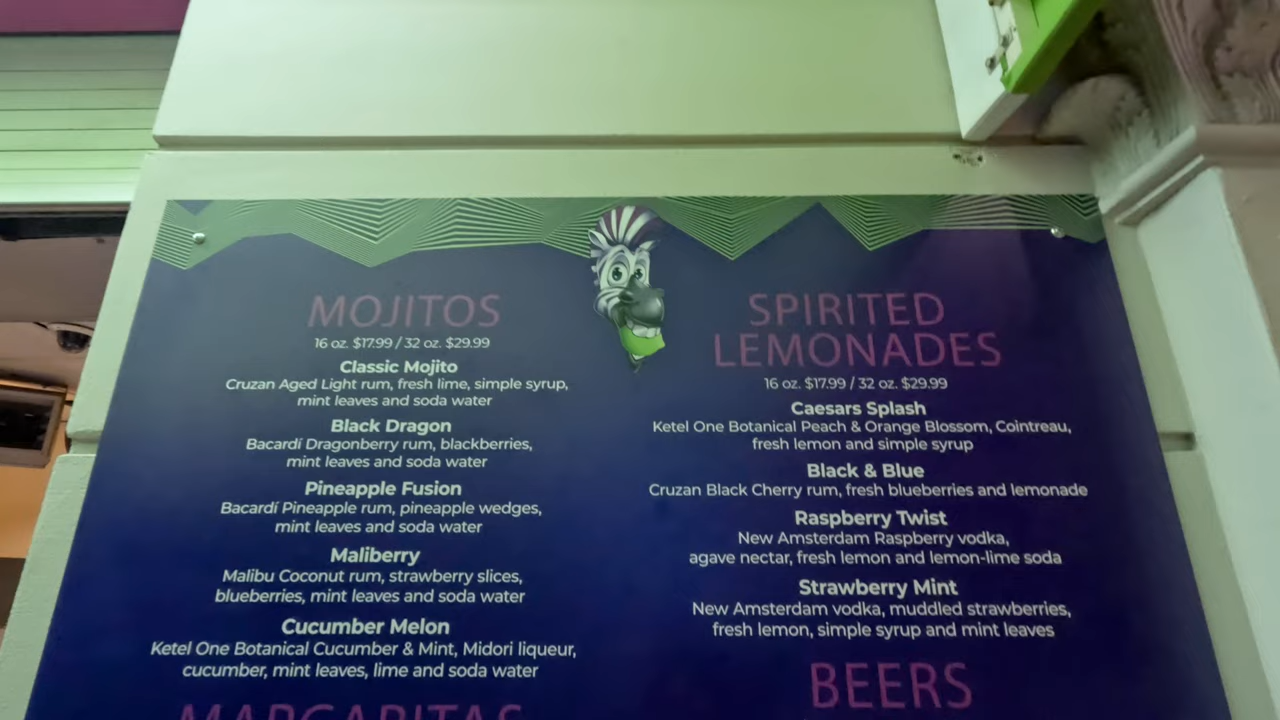 MOJITOS
16 oz. $17.99 / 32 oz. $29.99
Classic Mojito
Cruzan Aged Light rum, fresh lime, simple syrup,
mint leaves and soda water
Black Dragon
Bacardí Dragonberry rum, blackberries,
mint leaves and soda water
Pineapple Fusion
Bacardí Pineapple rum, pineapple wedges,
mint leaves and soda water
Maliberry
Malibu Coconut rum, strawberry slices,
blueberries, mint leaves and soda water
Cucumber Melon
Ketel One Botanical Cucumber & Mint, Midori liqueur,
cucumber, mint leaves, lime and soda water
MARGARITAS
SPIRITED
LEMONADES
16 oz. $17.99 / 32 oz. $29.99
Caesars Splash
Ketel One Botanical Peach & Orange Blossom, Cointreau,
fresh lemon and simple syrup
Black & Blue
Cruzan Black Cherry rum, fresh blueberries and lemonade
Raspberry Twist
New Amsterdam Raspberry vodka,
agave nectar, fresh lemon and lemon-lime soda
Strawberry Mint
New Amsterdam vodka, muddled strawberries,
fresh lemon, simple syrup and mint leaves
BEERS